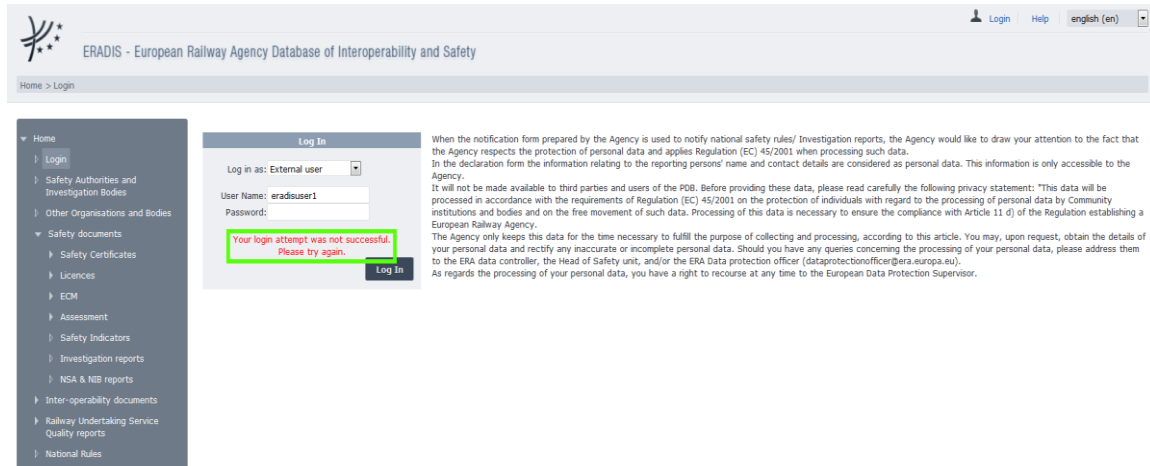 Login Help english (en)
ERADIS - European Railway Agency Database of Interoperability and Safety
Home > Login
Home
Login
Safety Authorities and
Investigation Bodies
Other Organisations and Bodies
Safety documents
Safety Certificates
Licences
ECM
Assessment
Safety Indicators
Investigation reports
NSA & NIB reports
Inter-operability documents
Railway Undertaking Service
Quality reports
National Rules
Log In
Log in as: External user
User Name: eradisuser1
Password:
Your login attempt was not successful.
Please try again.
Log In
When the notification form prepared by the Agency is used to notify national safety rules/ Investigation reports, the Agency would like to draw your attention to the fact that
the Agency respects the protection of personal data and applies Regulation (EC) 45/2001 when processing such data.
In the declaration form the information relating to the reporting persons' name and contact details are considered as personal data. This information is only accessible to the
Agency.
It will not be made available to third parties and users of the PDB. Before providing these data, please read carefully the following privacy statement: "This data will be
processed in accordance with the requirements of Regulation (EC) 45/2001 on the protection of individuals with regard to the processing of personal data by Community
institutions and bodies and on the free movement of such data. Processing of this data is necessary to ensure the compliance with Article 11 d) of the Regulation establishing a
European Railway Agency.
The Agency only keeps this data for the time necessary to fulfill the purpose of collecting and processing, according to this article. You may, upon request, obtain the details of
your personal data and rectify any inaccurate or incomplete personal data. Should you have any queries concerning the processing of your personal data, please address them
to the ERA data controller, the Head of Safety unit, and/or the ERA Data protection officer (dataprotectionofficer@era.europa.eu).
As regards the processing of your personal data, you have a right to recourse at any time to the European Data Protection Supervisor.